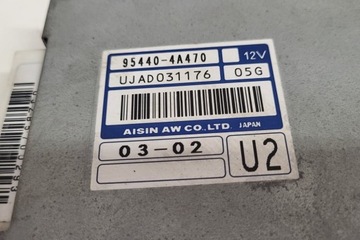 95440-4A470 12V
UJAD031176 05G
AISIN AW CO.,LTD. JAPAN
03-02 U2